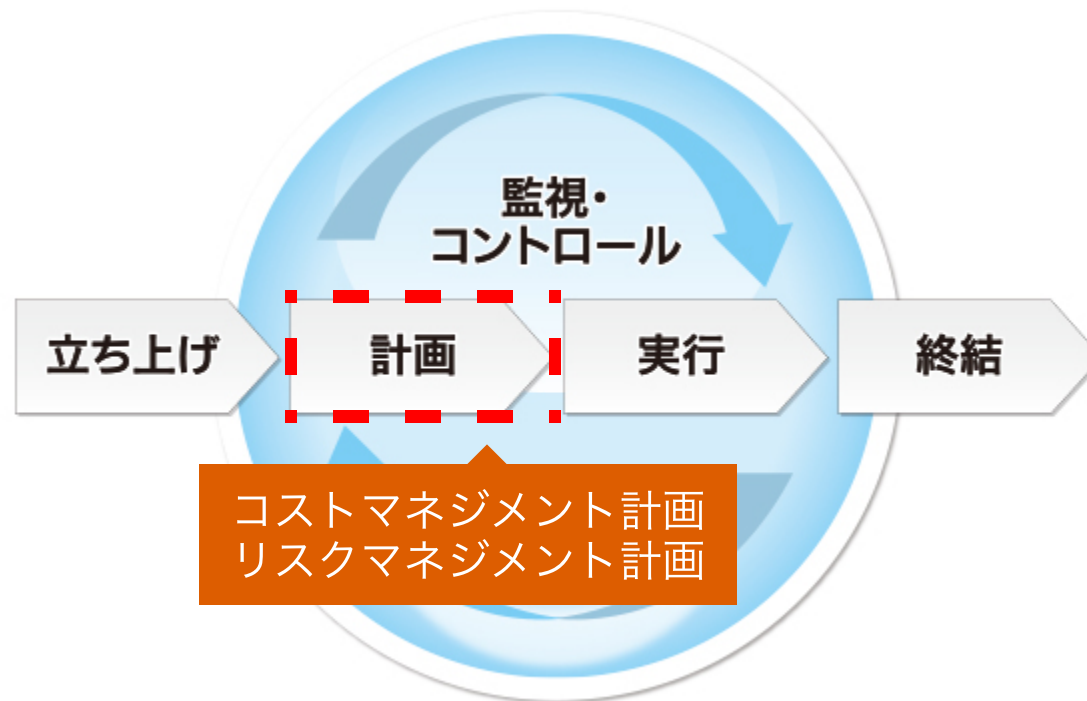 監視・
コントロール
立ち上げ
計画
実行
終結
コストマネジメント計画
リスクマネジメント計画